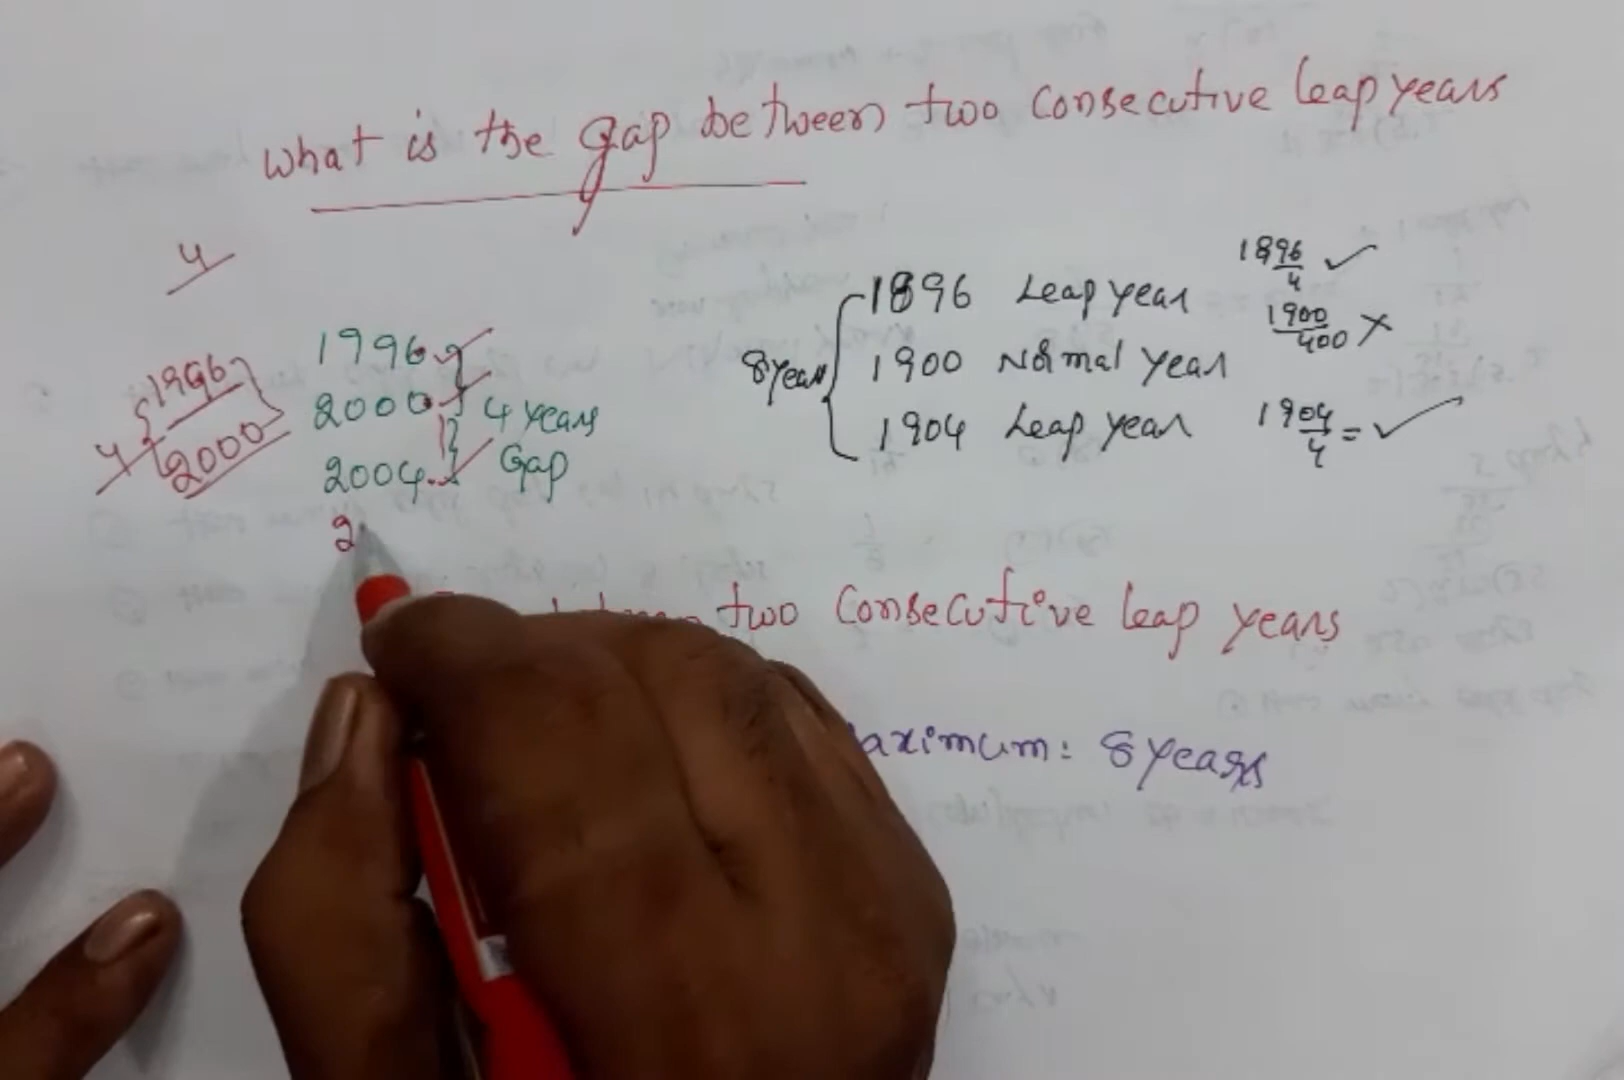 What is the gap between two consecutive leap years
4
1996
2000
4
1996
2000
2004
2
4 years
Gap
8 years
1896 Leap year
1900 Normal year
1904 Leap year
1896/4 ✓
1900/400 ×
1904/4 = ✓
two consecutive leap years
aximum: 8 years